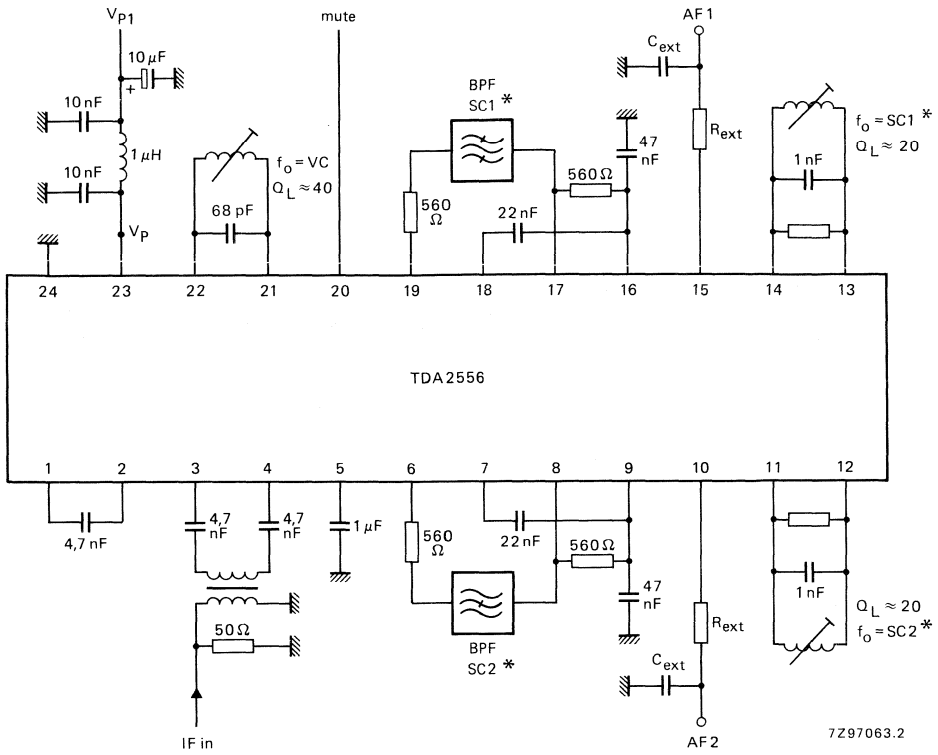 VP1
mute
AF1
10 µF
+
Cext
BPF
SC1 *
10 nF
1 µH
10 nF
Rext
fo = SC1 *
QL ≈ 20
47
nF
1 nF
fo = VC
QL ≈ 40
68 pF
560
Ω
560 Ω
22 nF
VP
24 23 22 21 20 19 18 17 16 15 14 13
TDA2556
1 2 3 4 5 6 7 8 9 10 11 12
4,7 nF
4,7
nF
4,7
nF
1 µF
560
Ω
22 nF
560 Ω
47
nF
1 nF
50 Ω
BPF
SC2 *
Rext
QL ≈ 20
fo = SC2 *
Cext
IF in
AF2
7Z97063.2